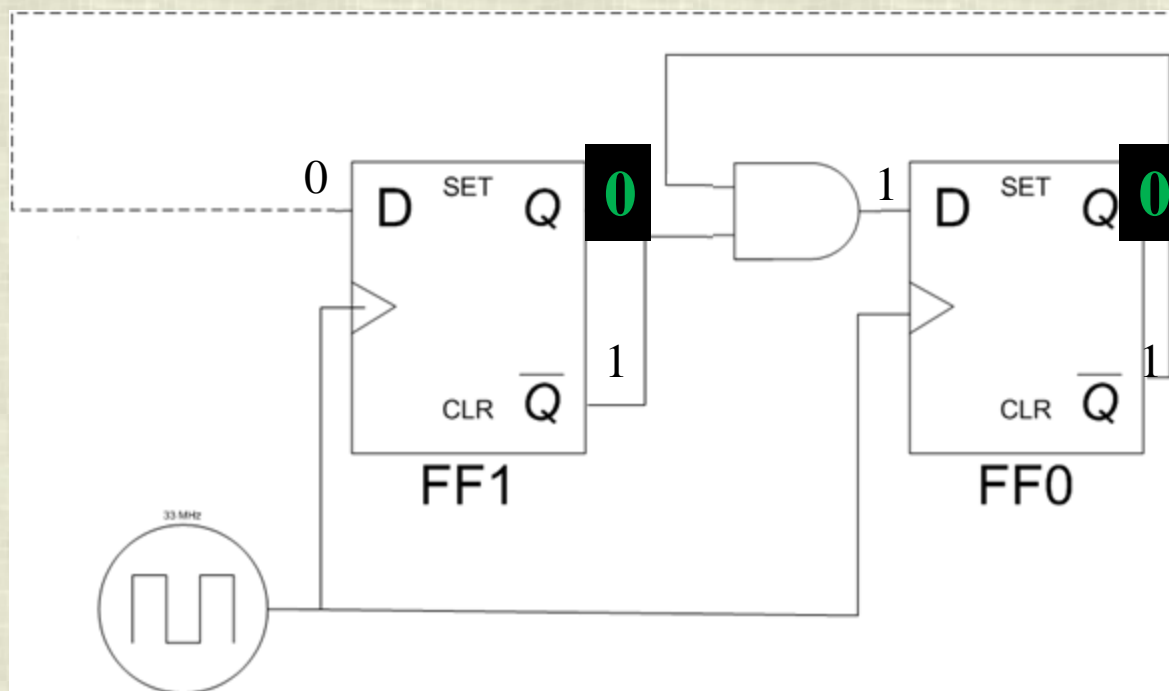 0 D SET Q 0 1 D SET Q 0
1 CLR Q 1 CLR Q
FF1 FF0
33 MHz